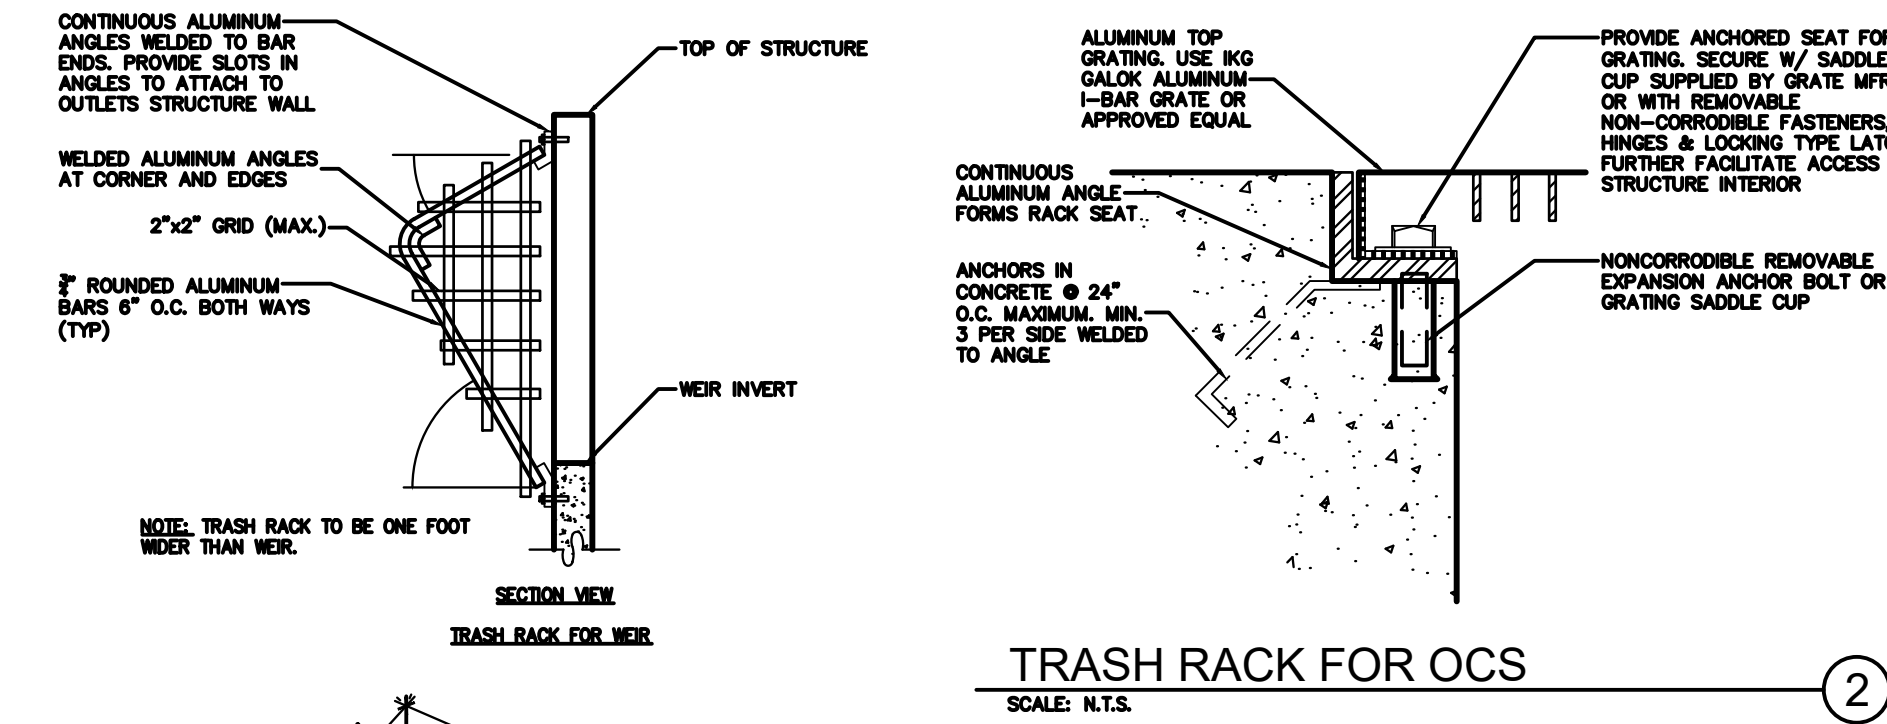 CONTINUOUS ALUMINUM
ANGLES WELDED TO BAR
ENDS. PROVIDE SLOTS IN
ANGLES TO ATTACH TO
OUTLETS STRUCTURE WALL
TOP OF STRUCTURE
WELDED ALUMINUM ANGLES
AT CORNER AND EDGES
2"x2" GRID (MAX.)
ROUNDED ALUMINUM
BARS 6" O.C. BOTH WAYS
(TYP)
WEIR INVERT
NOTE: TRASH RACK TO BE ONE FOOT
WIDER THAN WEIR.
SECTION VIEW
TRASH RACK FOR WEIR
ALUMINUM TOP
GRATING. USE IKG
GALOK ALUMINUM
I-BAR GRATE OR
APPROVED EQUAL
PROVIDE ANCHORED SEAT FOR
GRATING. SECURE W/ SADDLE
CUP SUPPLIED BY GRATE MFR
OR WITH REMOVABLE
NON-CORRODIBLE FASTENERS,
HINGES & LOCKING TYPE
FURTHER FACILITATE ACCESS
STRUCTURE INTERIOR
CONTINUOUS
ALUMINUM ANGLE
FORMS RACK SEAT
ANCHORS IN
CONCRETE @ 24"
O.C. MAXIMUM. MIN.
3 PER SIDE WELDED
TO ANGLE
NONCORRODIBLE REMOVABLE
EXPANSION ANCHOR BOLT OR
GRATING SADDLE CUP
TRASH RACK FOR OCS
SCALE: N.T.S.
2